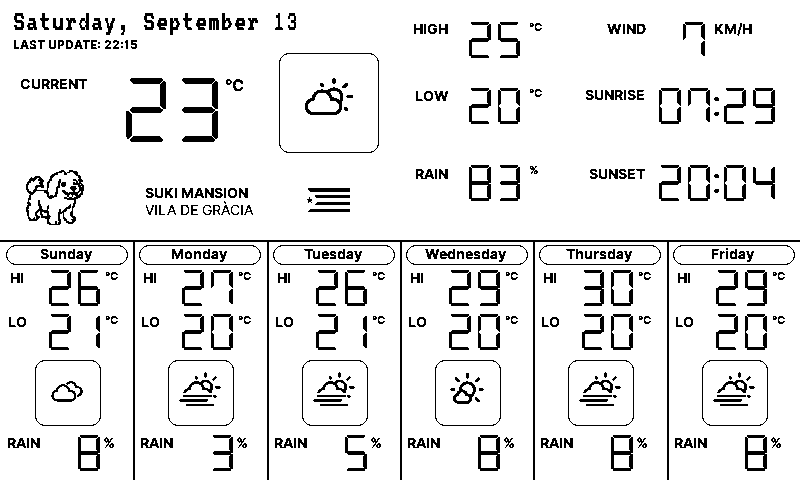 Saturday, September 13
LAST UPDATE: 22:15
CURRENT 23 °C
SUKI MANSION
VILA DE GRÀCIA
HIGH 25 °C
LOW 20 °C
RAIN 83 %
WIND 7 KM/H
SUNRISE 07:29
SUNSET 20:04
Sunday
HI 26 °C
LO 21 °C
RAIN 8 %
Monday
HI 27 °C
LO 20 °C
RAIN 3 %
Tuesday
HI 26 °C
LO 21 °C
RAIN 5 %
Wednesday
HI 29 °C
LO 20 °C
RAIN 8 %
Thursday
HI 30 °C
LO 20 °C
RAIN 8 %
Friday
HI 29 °C
LO 20 °C
RAIN 8 %